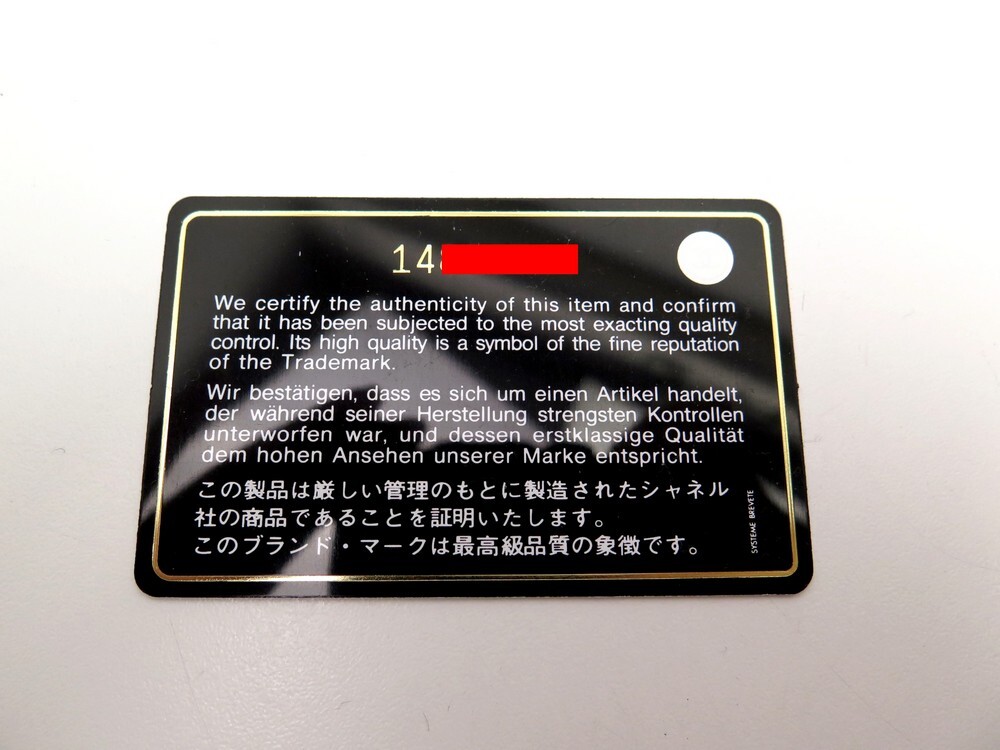 14
We certify the authenticity of this item and confirm
that it has been subjected to the most exacting quality
control. Its high quality is a symbol of the fine reputation
of the Trademark.
Wir bestätigen, dass es sich um einen Artikel handelt,
der während seiner Herstellung strengsten Kontrollen
unterworfen war, und dessen erstklassige Qualität
dem hohen Ansehen unserer Marke entspricht.
この製品は厳しい管理のもとに製造されたシャネル
社の商品であることを証明いたします。
このブランド・マークは最高級品質の象徴です。
SYSTEME BREVETE